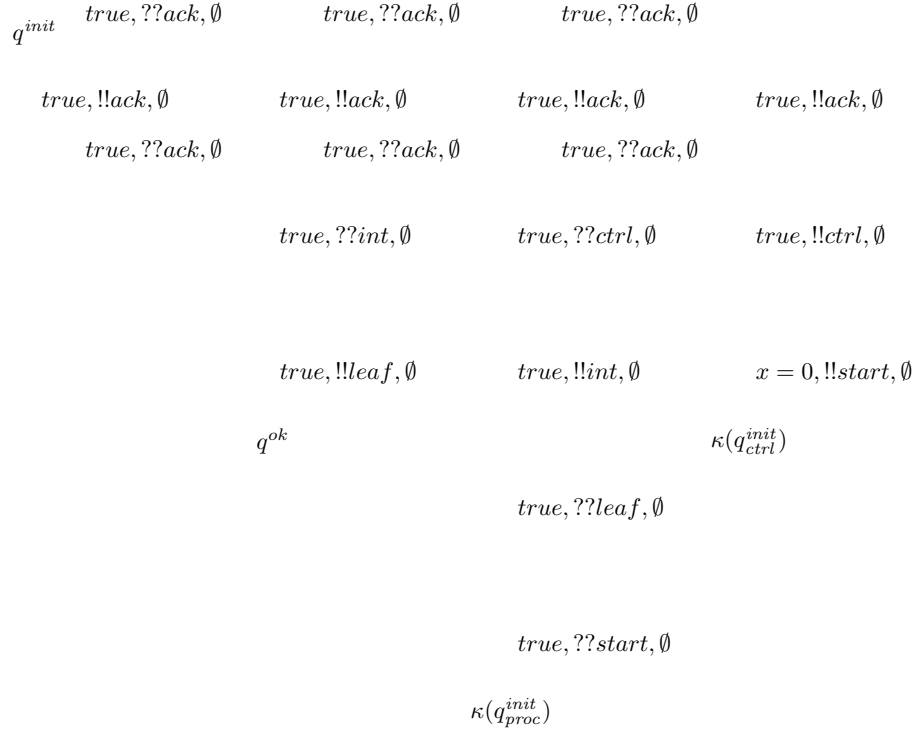 true, ??ack, ∅ true, ??ack, ∅ true, ??ack, ∅
q^{init}
true, !!ack, ∅ true, !!ack, ∅ true, !!ack, ∅ true, !!ack, ∅
true, ??ack, ∅ true, ??ack, ∅ true, ??ack, ∅
true, ??int, ∅ true, ??ctrl, ∅ true, !!ctrl, ∅
true, !!leaf, ∅ true, !!int, ∅ x = 0, !!start, ∅
q^{ok} κ(q^{init}_{ctrl})
true, ??leaf, ∅
true, ??start, ∅
κ(q^{init}_{proc})